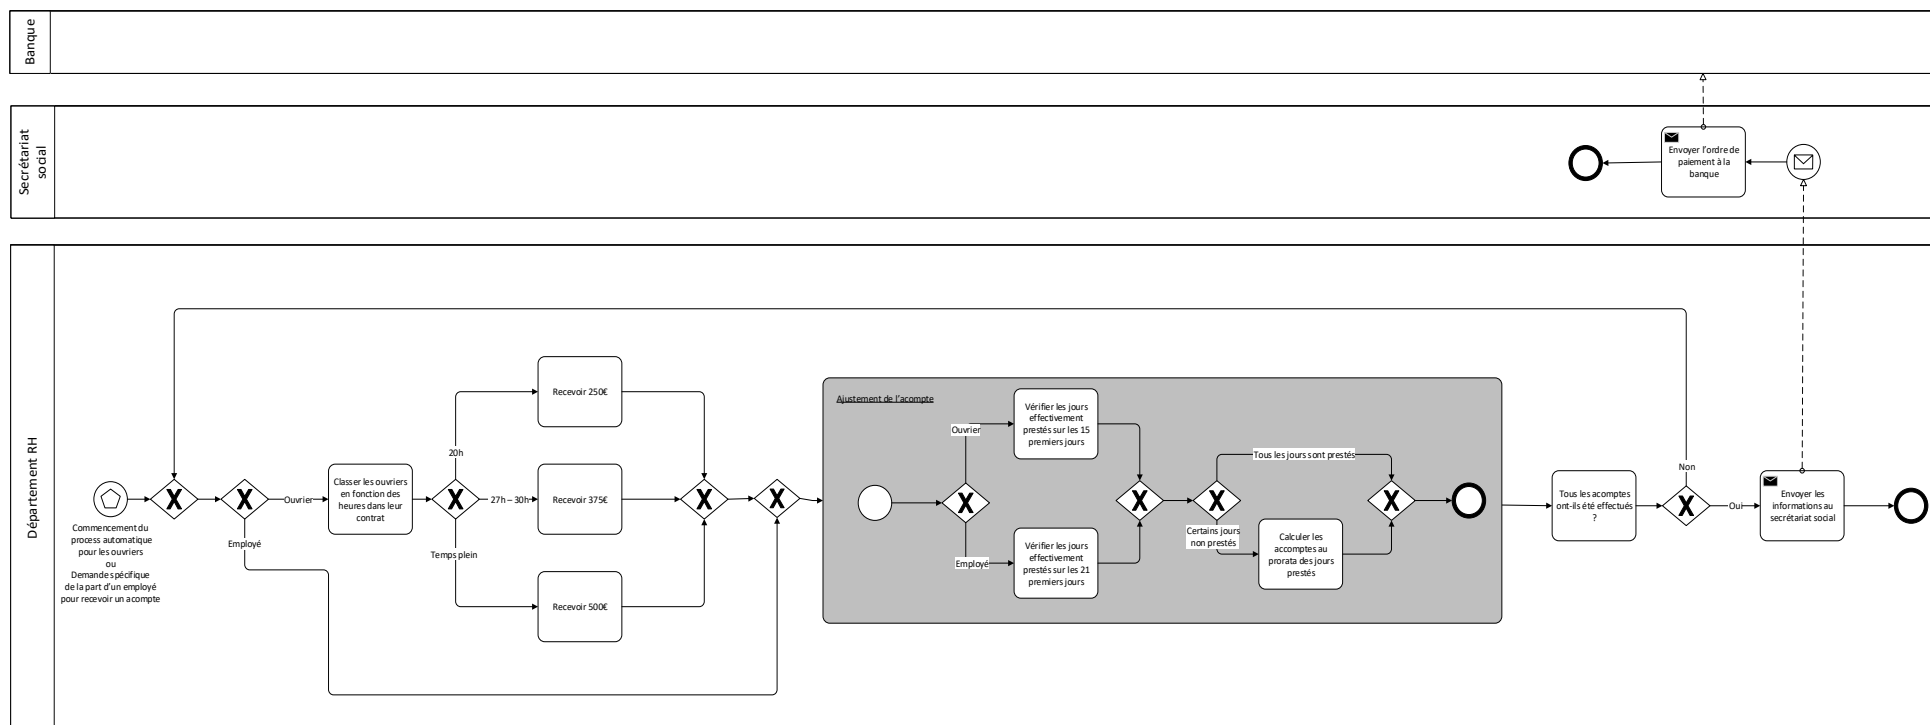 Banque
Secrétariat
social
Envoyer l'ordre de
paiement à la
banque
Département RH
Commencement du
process automatique
pour les ouvriers
ou
Demande spécifique
de la part d'un employé
pour recevoir un acompte
Ouvrier
Employé
Classer les ouvriers
en fonction des
heures dans leur
contrat
20h
27h – 30h
Temps plein
Recevoir 250€
Recevoir 375€
Recevoir 500€
Ajustement de l'acompte
Ouvrier
Employé
Vérifier les jours
effectivement
prestés sur les 15
premiers jours
Vérifier les jours
effectivement
prestés sur les 21
premiers jours
Tous les jours sont prestés
Certains jours
non prestés
Calculer les
accomptes au
prorata des jours
prestés
Tous les acomptes
ont-ils été effectués
?
Non
Oui
Envoyer les
informations au
secrétariat social